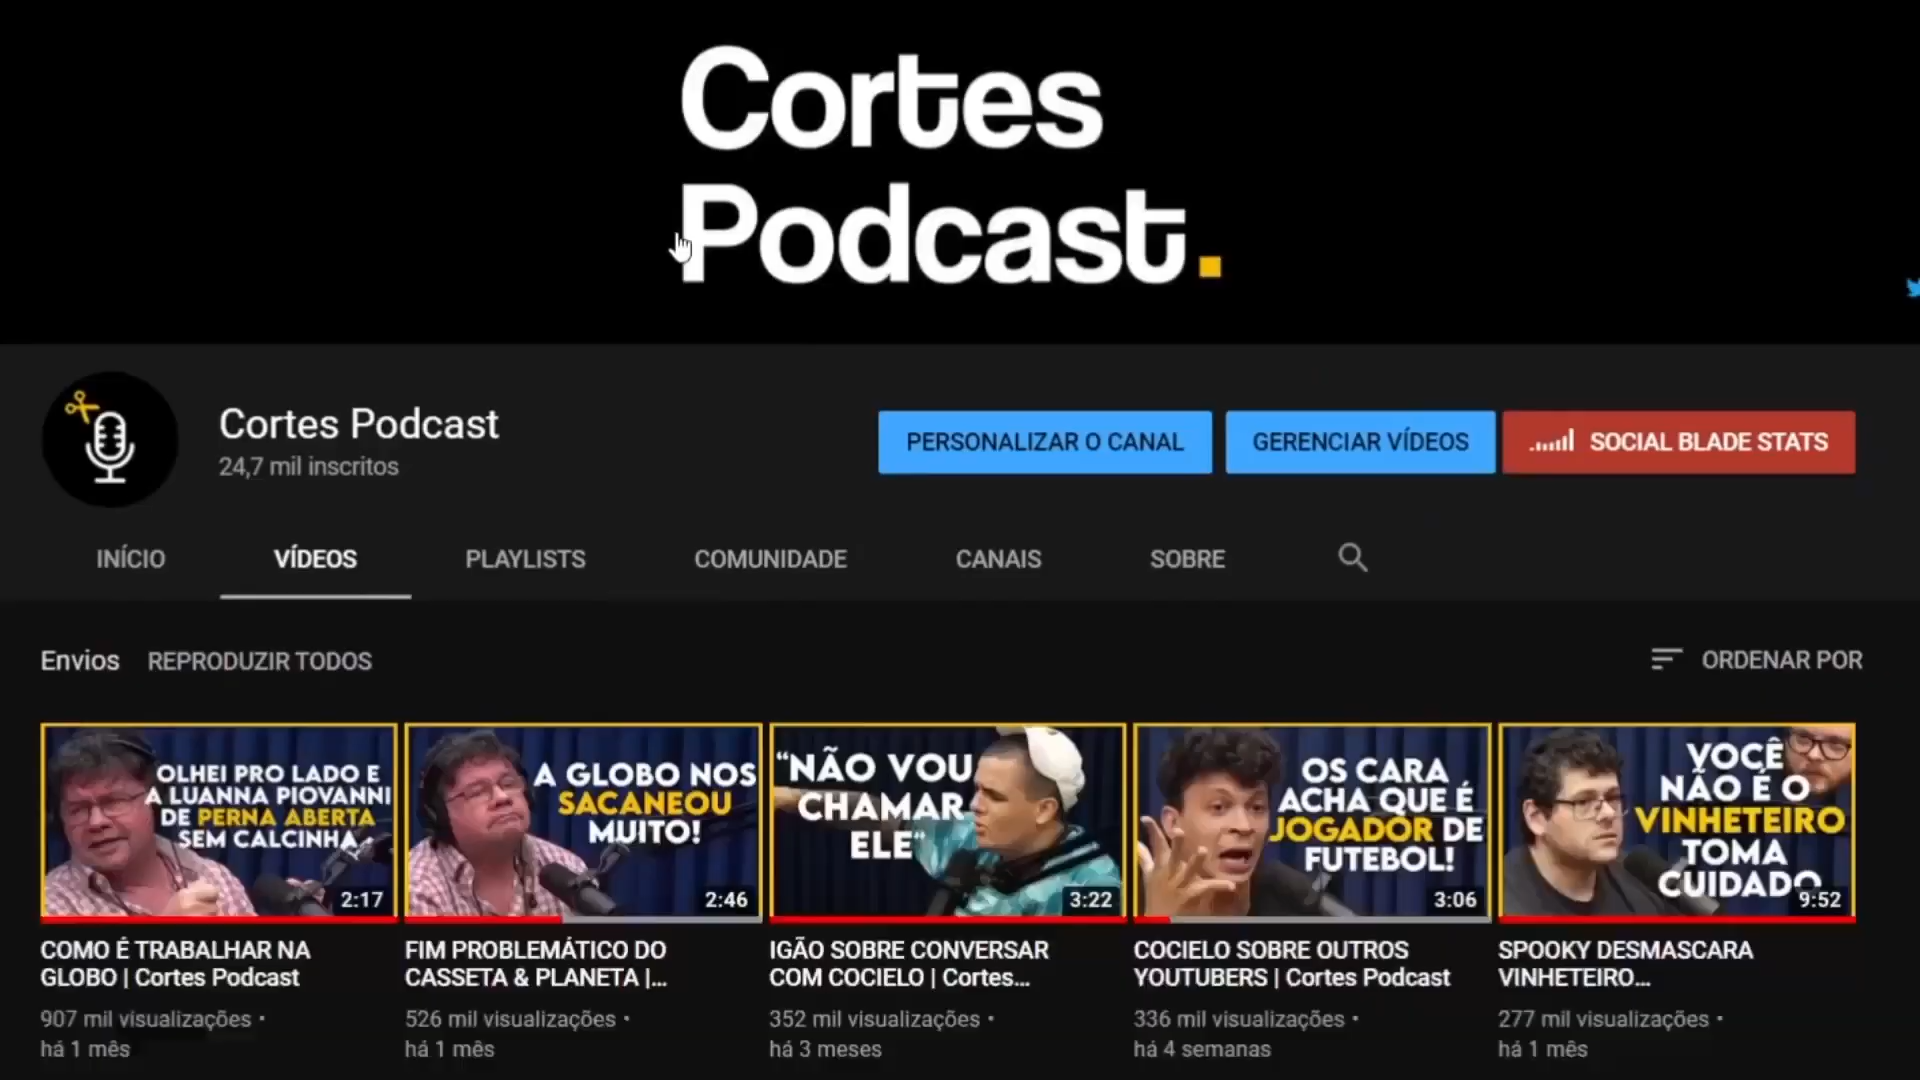 Cortes
Podcast.
Cortes Podcast
24,7 mil inscritos
PERSONALIZAR O CANAL
GERENCIAR VÍDEOS
SOCIAL BLADE STATS
INÍCIO
VÍDEOS
PLAYLISTS
COMUNIDADE
CANAIS
SOBRE
Envios
REPRODUZIR TODOS
ORDENAR POR
OLHEI PRO LADO E
A LUANNA PIOVANNI
DE PERNA ABERTA
SEM CALCINHA
2:17
A GLOBO NOS
SACANEOU
MUITO!
2:46
“NÃO VOU
CHAMAR
ELE“
3:22
OS CARA
ACHA QUE É
JOGADOR DE
FUTEBOL!
3:06
VOCÊ
NÃO É O
VINHETEIRO
TOMA
CUIDADO
9:52
COMO É TRABALHAR NA
GLOBO | Cortes Podcast
907 mil visualizações •
há 1 mês
FIM PROBLEMÁTICO DO
CASSETA & PLANETA |...
526 mil visualizações •
há 1 mês
IGÃO SOBRE CONVERSAR
COM COCIELO | Cortes...
352 mil visualizações •
há 3 meses
COCIELO SOBRE OUTROS
YOUTUBERS | Cortes Podcast
336 mil visualizações •
há 4 semanas
SPOOKY DESMASCARA
VINHETEIRO...
277 mil visualizações •
há 1 mês